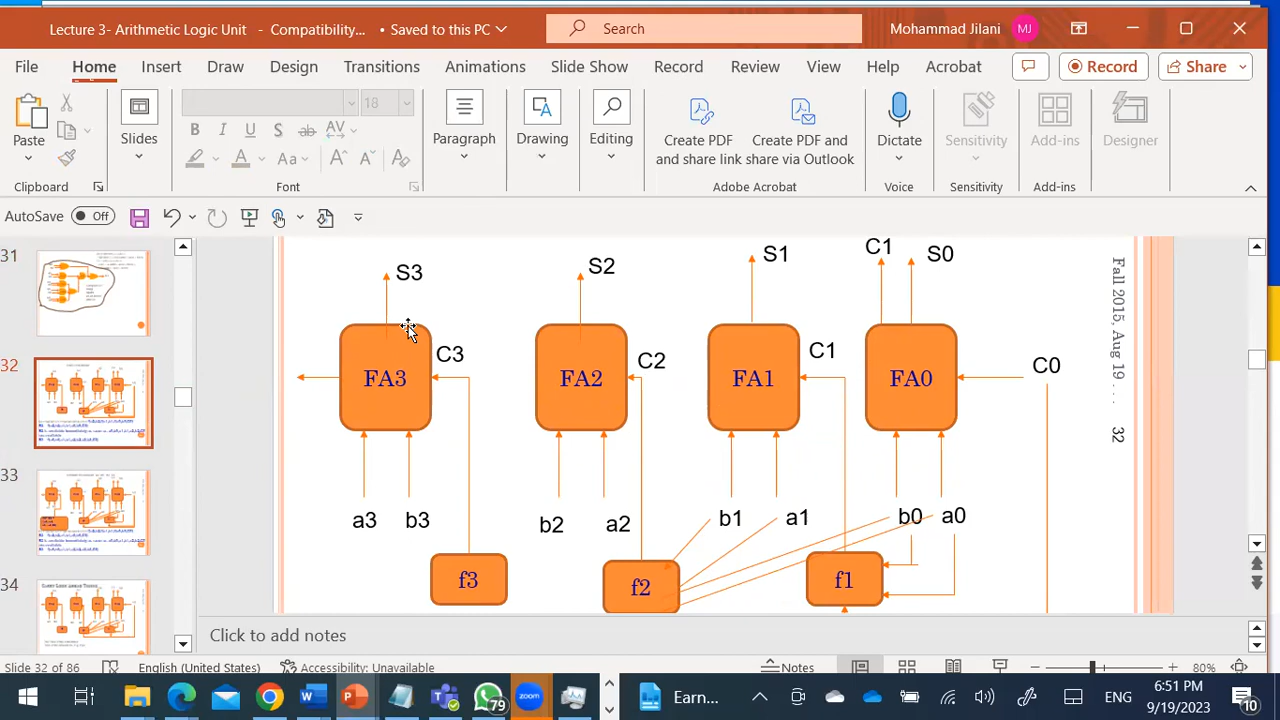 Lecture 3- Arithmetic Logic Unit - Compatibility... • Saved to this PC
Search
Mohammad Jilani
MJ
File Home Insert Draw Design Transitions Animations Slide Show Record Review View Help Acrobat
Record
Share
18
Paste
Slides
B I U S ab AV
Aa A A A
Paragraph
Drawing
Editing
Create PDF and share link
Create PDF and share via Outlook
Dictate
Sensitivity
Add-ins
Designer
Clipboard
Font
Adobe Acrobat
Voice
Sensitivity
Add-ins
AutoSave Off
31
32
33
34
S3 S2 S1 C1 S0
C3 C2 C1 C0
FA3 FA2 FA1 FA0
a3 b3 b2 a2 b1 a1 b0 a0
f3 f2 f1
Fall 2015, Aug 19 . . .
32
Click to add notes
Slide 32 of 86
English (United States)
Accessibility: Unavailable
Notes
80%
79
zoom
Earn...
ENG
6:51 PM
9/19/2023
10